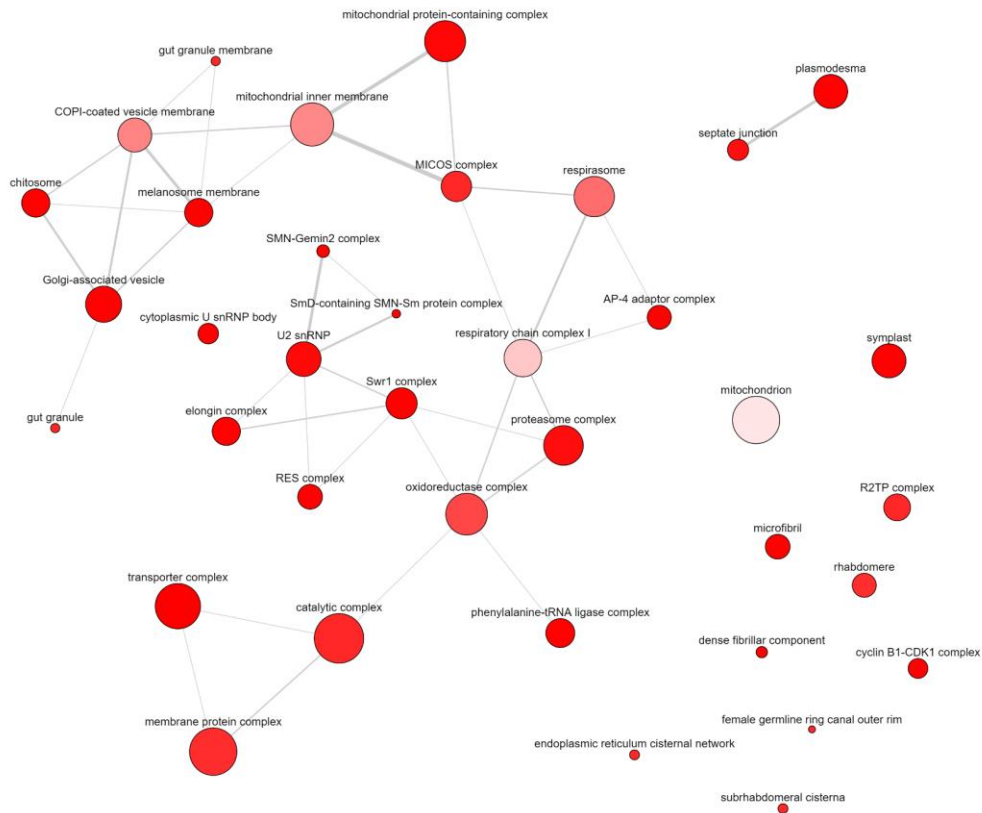 mitochondrial protein-containing complex
gut granule membrane
plasmodesma
mitochondrial inner membrane
COPI-coated vesicle membrane
septate junction
MICOS complex
respirasome
chitosome
melanosome membrane
SMN-Gemin2 complex
Golgi-associated vesicle
SmD-containing SMN-Sm protein complex
AP-4 adaptor complex
cytoplasmic U snRNP body
U2 snRNP
respiratory chain complex I
symplast
Swr1 complex
mitochondrion
elongin complex
gut granule
proteasome complex
RES complex
oxidoreductase complex
R2TP complex
microfibril
rhabdomere
transporter complex
catalytic complex
phenylalanine-tRNA ligase complex
dense fibrillar component
cyclin B1-CDK1 complex
membrane protein complex
female germline ring canal outer rim
endoplasmic reticulum cisternal network
subrhabdomeral cisterna